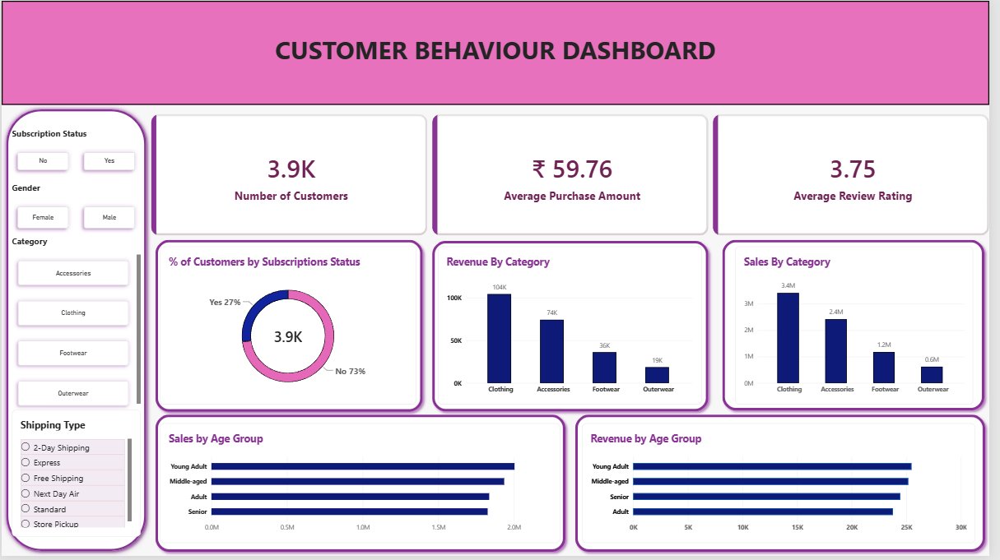 CUSTOMER BEHAVIOUR DASHBOARD
Subscription Status
No Yes
Gender
Female Male
Category
Accessories
Clothing
Footwear
Outerwear
Shipping Type
2-Day Shipping
Express
Free Shipping
Next Day Air
Standard
Store Pickup
3.9K
Number of Customers
₹ 59.76
Average Purchase Amount
3.75
Average Review Rating
% of Customers by Subscriptions Status
Yes 27%
3.9K
No 73%
Revenue By Category
100K
50K
0K
104K
74K
36K
19K
Clothing Accessories Footwear Outerwear
Sales By Category
3M
2M
1M
0M
3.4M
2.4M
1.2M
0.6M
Clothing Accessories Footwear Outerwear
Sales by Age Group
Young Adult
Middle-aged
Adult
Senior
0.0M 0.5M 1.0M 1.5M 2.0M
Revenue by Age Group
Young Adult
Middle-aged
Senior
Adult
0K 5K 10K 15K 20K 25K 30K